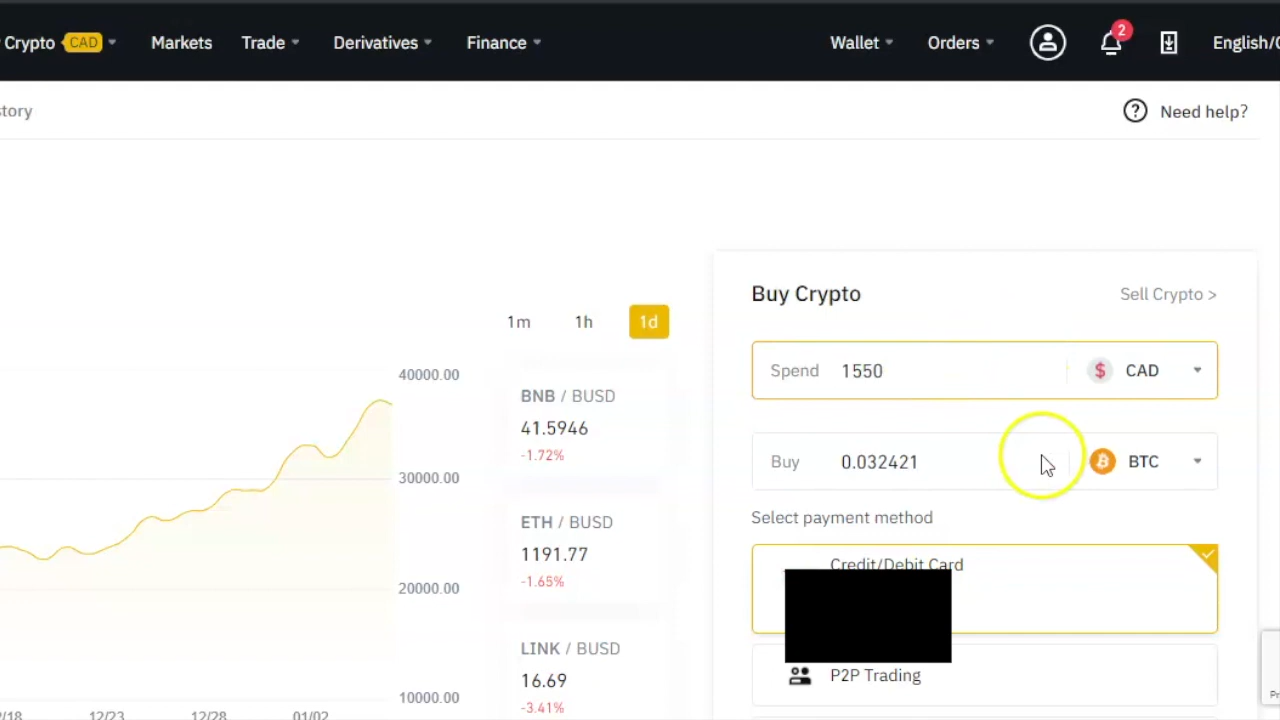 Crypto CAD Markets Trade Derivatives Finance Wallet Orders 2 English/
story Need help?
1m 1h 1d
40000.00
30000.00
20000.00
10000.00
12/23 12/28 01/02
BNB / BUSD
41.5946
-1.72%
ETH / BUSD
1191.77
-1.65%
LINK / BUSD
16.69
-3.41%
Buy Crypto Sell Crypto >
Spend 1550 $ CAD
Buy 0.032421 BTC
Select payment method
Credit/Debit Card
P2P Trading